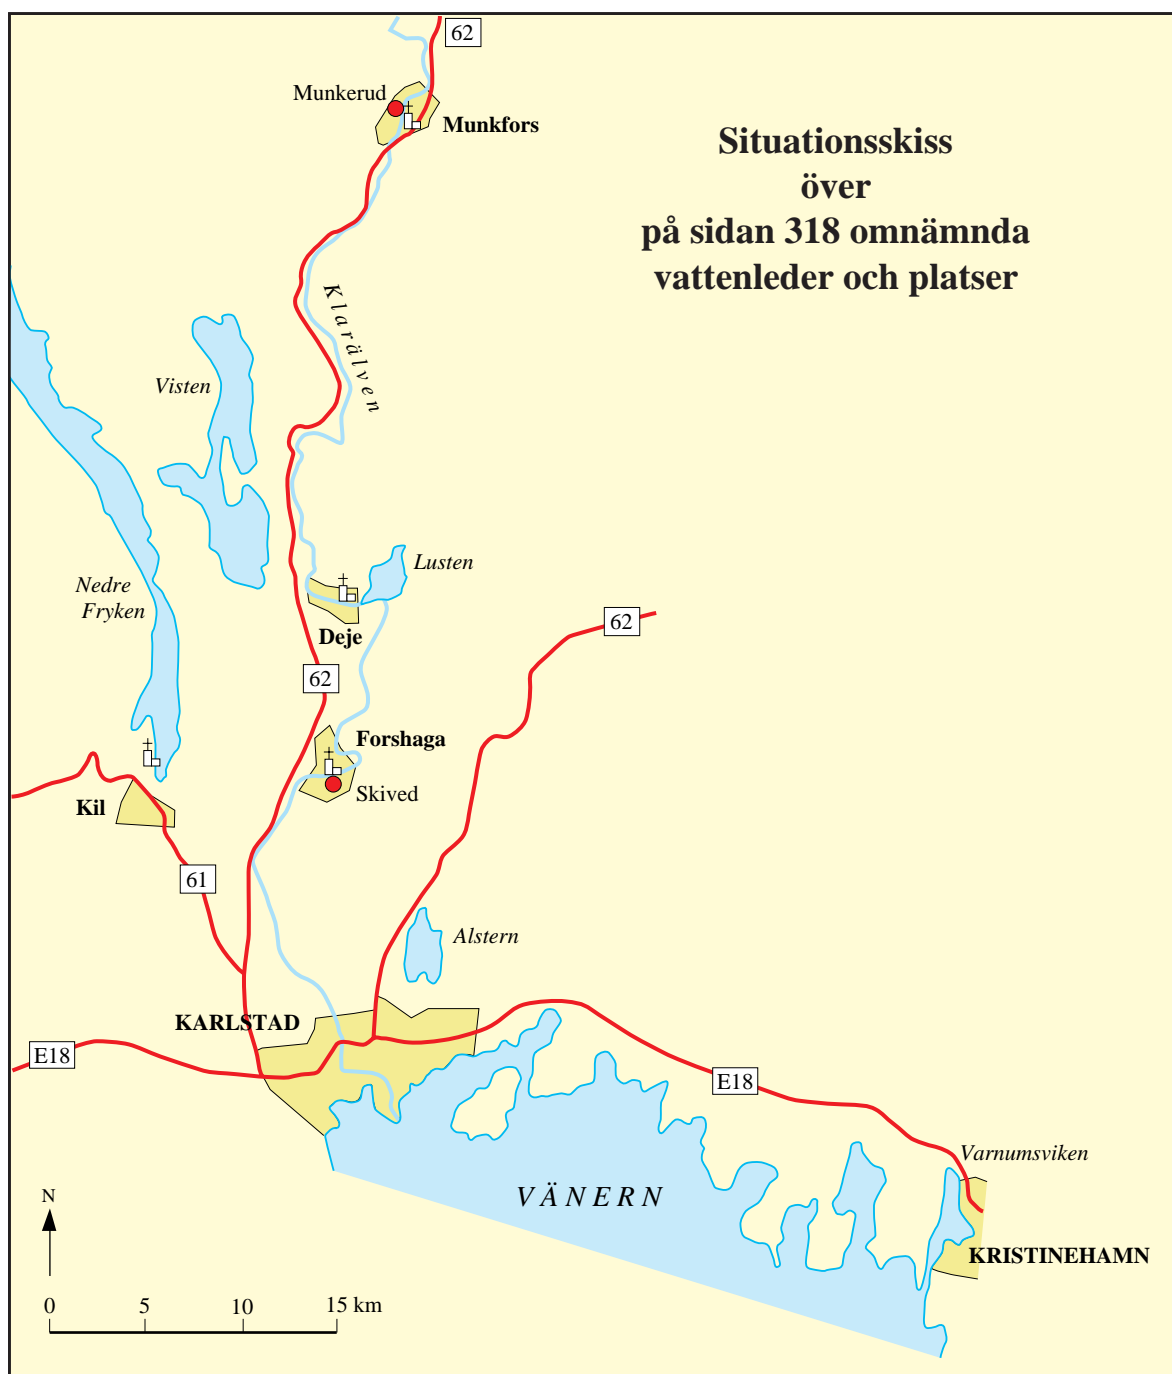 62
Munkerud
Munkfors
Situationsskiss
över
på sidan 318 omnämnda
vattenleder och platser
Klarälven
Visten
Lusten
Nedre
Fryken
Deje
62
62
Forshaga
Skived
Kil
61
Alstern
KARLSTAD
E18
E18
Varnumsviken
VÄNERN
N
KRISTINEHAMN
0 5 10 15 km